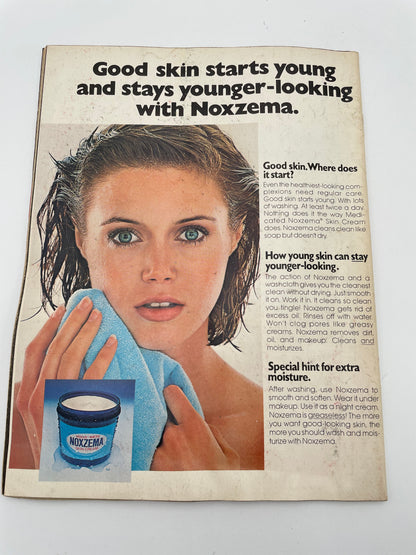 Good skin starts young
and stays younger-looking
with Noxzema.
Good skin. Where does
it start?
Even the healthiest-looking com-
plexions need regular care.
Good skin starts young. With lots
of washing. At least twice a day.
Nothing does it the way Medi-
cated Noxzema® Skin Cream
does. Noxzema cleans clean like
soap but doesn't dry.
How young skin can stay
younger-looking.
The action of Noxzema and a
washcloth gives you the cleanest
clean without drying. Just smooth
it on. Work it in. It cleans so clean
you tingle! Noxzema gets rid of
excess oil. Rinses off with water.
Won't clog pores like greasy
creams. Noxzema removes dirt,
oil, and makeup. Cleans and
moisturizes.
Special hint for extra
moisture.
After washing, use Noxzema to
smooth and soften. Wear it under
makeup. Use it as a night cream.
Noxzema is greaseless! The more
you want good-looking skin, the
more you should wash and mois-
turize with Noxzema.
NOXZEMA
SKIN CREAM